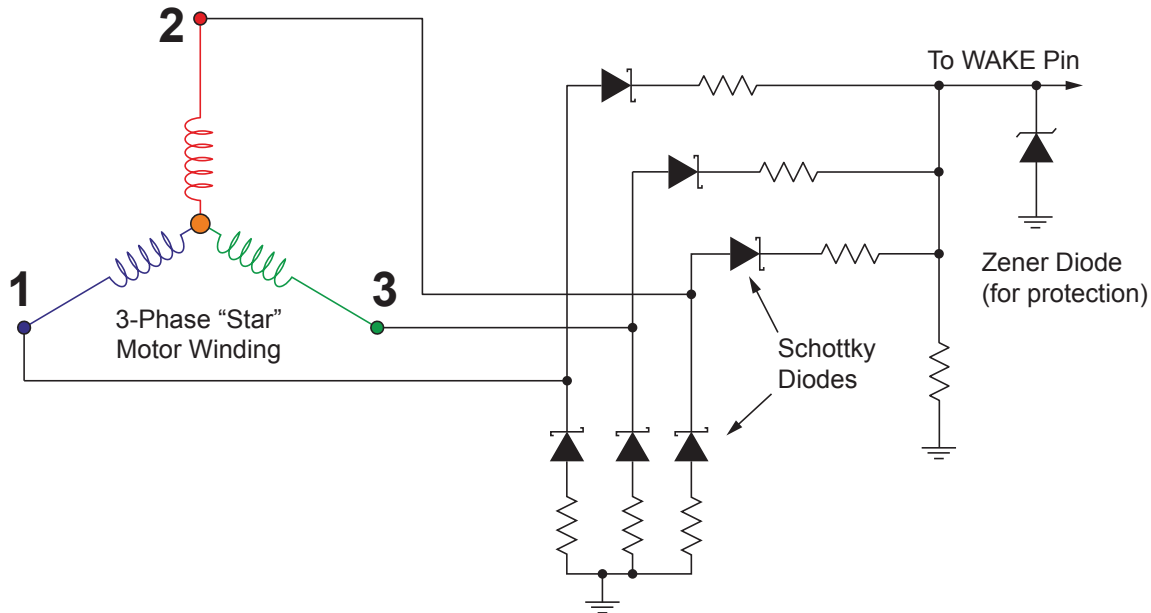 2
To WAKE Pin
1
3
3-Phase “Star”
Motor Winding
Zener Diode
(for protection)
Schottky
Diodes